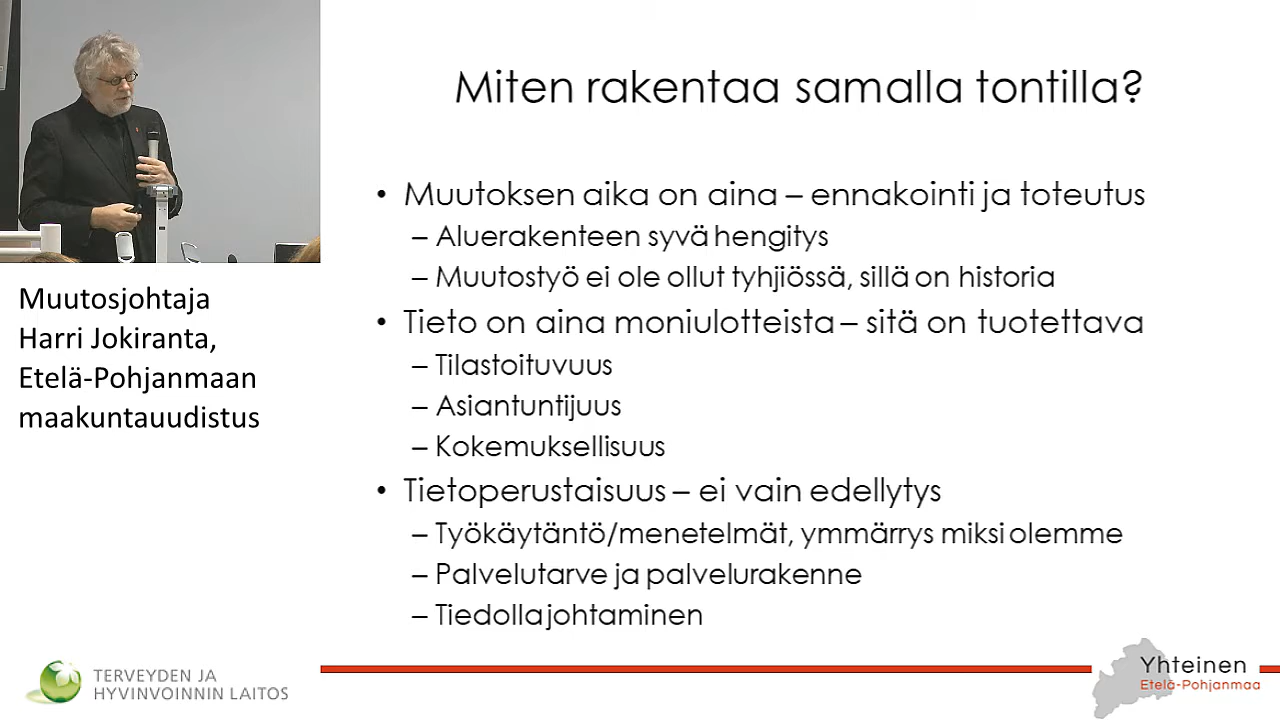 Miten rakentaa samalla tontilla?
• Muutoksen aika on aina – ennakointi ja toteutus
– Aluerakenteen syvä hengitys
– Muutostyö ei ole ollut tyhjiössä, sillä on historia
• Tieto on aina moniulotteista – sitä on tuotettava
– Tilastoituvuus
– Asiantuntijuus
– Kokemuksellisuus
• Tietoperustaisuus – ei vain edellytys
– Työkäytäntö/menetelmät, ymmärrys miksi olemme
– Palvelutarve ja palvelurakenne
– Tiedolla johtaminen
Muutosjohtaja
Harri Jokiranta,
Etelä-Pohjanmaan
maakuntauudistus
TERVEYDEN JA
HYVINVOINNIN LAITOS
Yhteinen
Etelä-Pohjanmaa